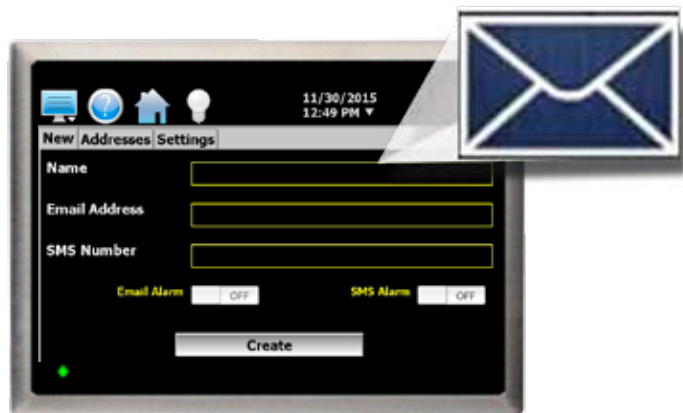 11/30/2015
12:49 PM ▼
New Addresses Settings
Name
Email Address
SMS Number
Email Alarm OFF SMS Alarm OFF
Create